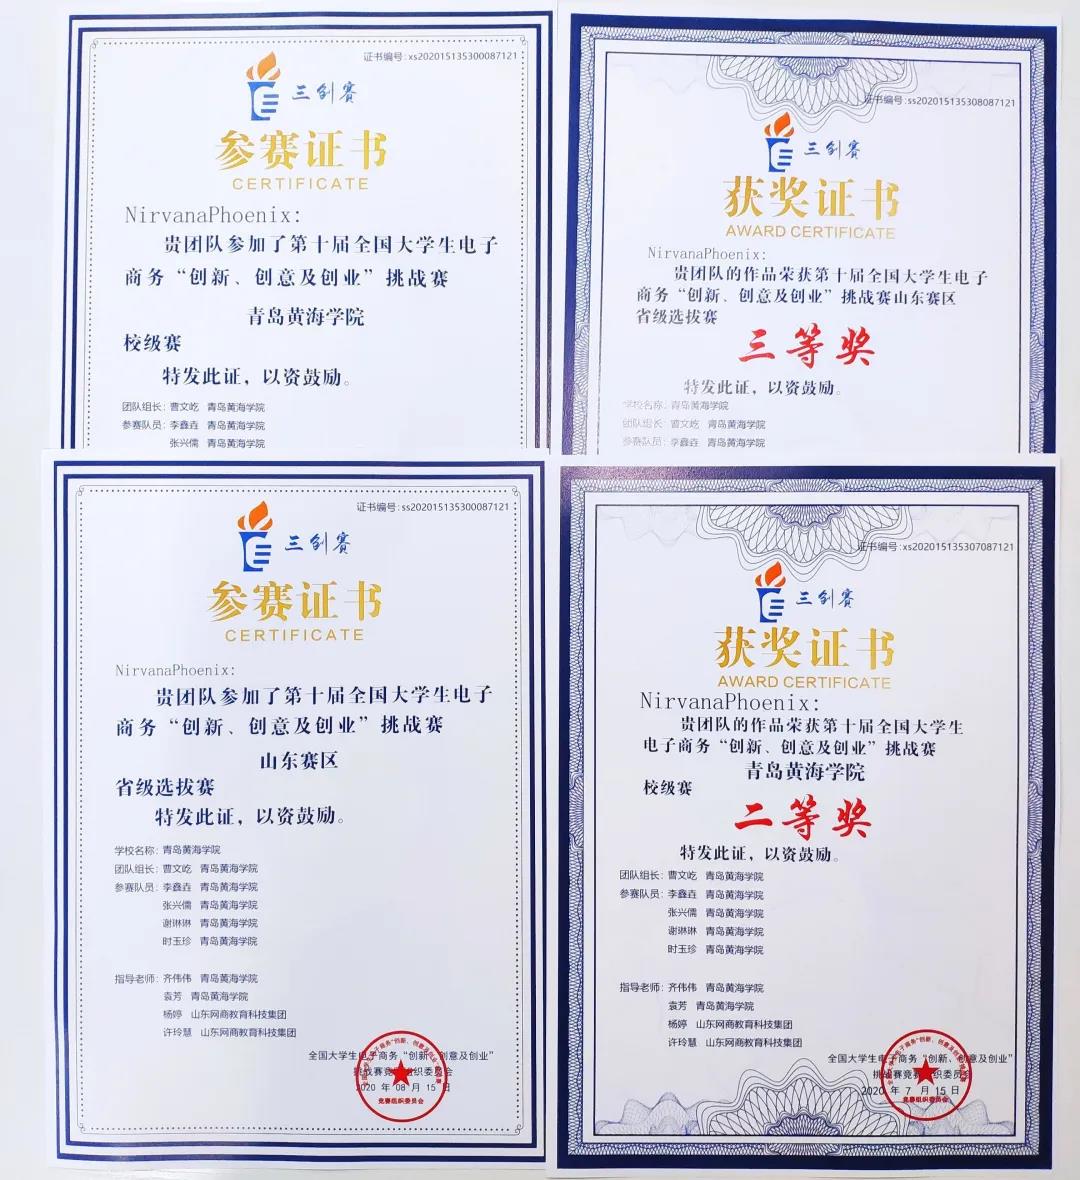 证书编号:xs202015135300087121
三创赛
参赛证书
CERTIFICATE
NirvanaPhoenix:
贵团队参加了第十届全国大学生电子
商务“创新、创意及创业”挑战赛
青岛黄海学院
校级赛
特发此证，以资鼓励。
团队组长：曹文屹 青岛黄海学院
参赛队员：李鑫垚 青岛黄海学院
张兴儒 青岛黄海学院
证书编号:ss202015135308087121
三创赛
获奖证书
AWARD CERTIFICATE
NirvanaPhoenix:
贵团队的作品荣获第十届全国大学生电子
商务“创新、创意及创业”挑战赛山东赛区
省级选拔赛
三等奖
特发此证，以资鼓励。
学校名称：青岛黄海学院
团队组长：曹文屹 青岛黄海学院
参赛队员：李鑫垚 青岛黄海学院
证书编号:ss202015135300087121
三创赛
参赛证书
CERTIFICATE
NirvanaPhoenix:
贵团队参加了第十届全国大学生电子
商务“创新、创意及创业”挑战赛
山东赛区
省级选拔赛
特发此证，以资鼓励。
学校名称：青岛黄海学院
团队组长：曹文屹 青岛黄海学院
参赛队员：李鑫垚 青岛黄海学院
张兴儒 青岛黄海学院
谢琳琳 青岛黄海学院
时玉珍 青岛黄海学院
指导老师：齐伟伟 青岛黄海学院
袁芳 青岛黄海学院
杨婷 山东网商教育科技集团
许玲慧 山东网商教育科技集团
全国大学生电子商务“创新、创意及创业”
挑战赛竞赛组织委员会
2020 年 08 月 15 日
竞赛组织委员会
证书编号:xs202015135307087121
三创赛
获奖证书
AWARD CERTIFICATE
NirvanaPhoenix:
贵团队的作品荣获第十届全国大学生
电子商务“创新、创意及创业”挑战赛
青岛黄海学院
校级赛
二等奖
特发此证，以资鼓励。
团队组长：曹文屹 青岛黄海学院
参赛队员：李鑫垚 青岛黄海学院
张兴儒 青岛黄海学院
谢琳琳 青岛黄海学院
时玉珍 青岛黄海学院
指导老师：齐伟伟 青岛黄海学院
袁芳 青岛黄海学院
杨婷 山东网商教育科技集团
许玲慧 山东网商教育科技集团
全国大学生电子商务“创新、创意及创业”
挑战赛竞赛组织委员会
2020 年 7 月 15 日
竞赛组织委员会